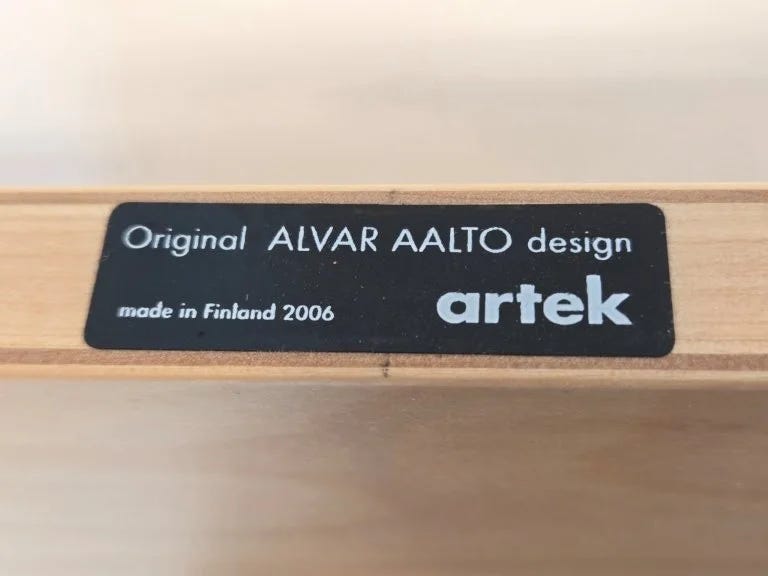 Original ALVAR AALTO design
made in Finland 2006 artek